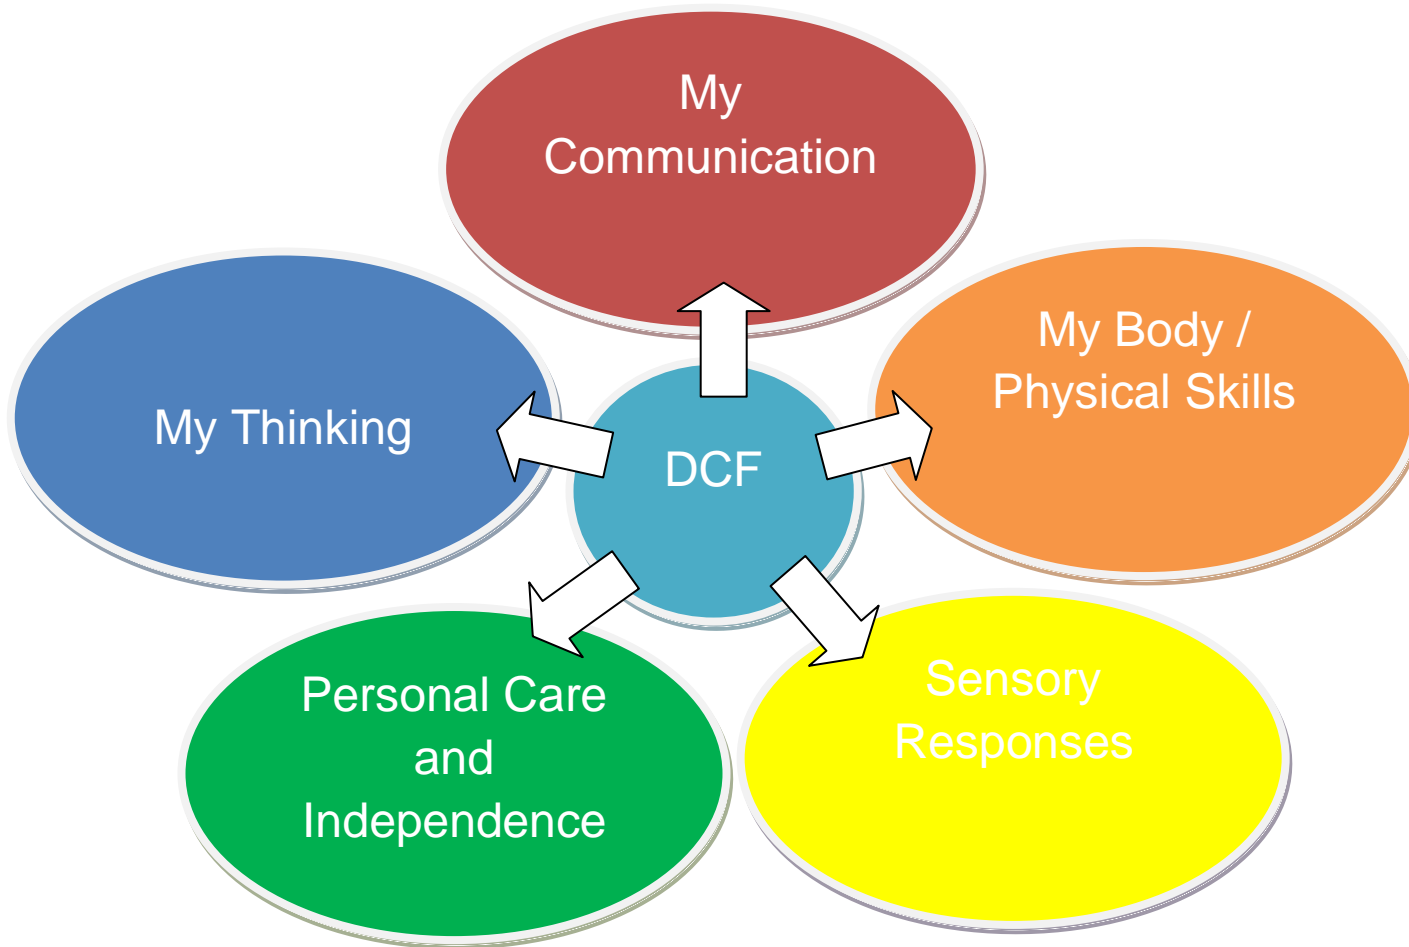 My
Communication
My Body /
Physical Skills
My Thinking
DCF
Sensory
Responses
Personal Care
and
Independence